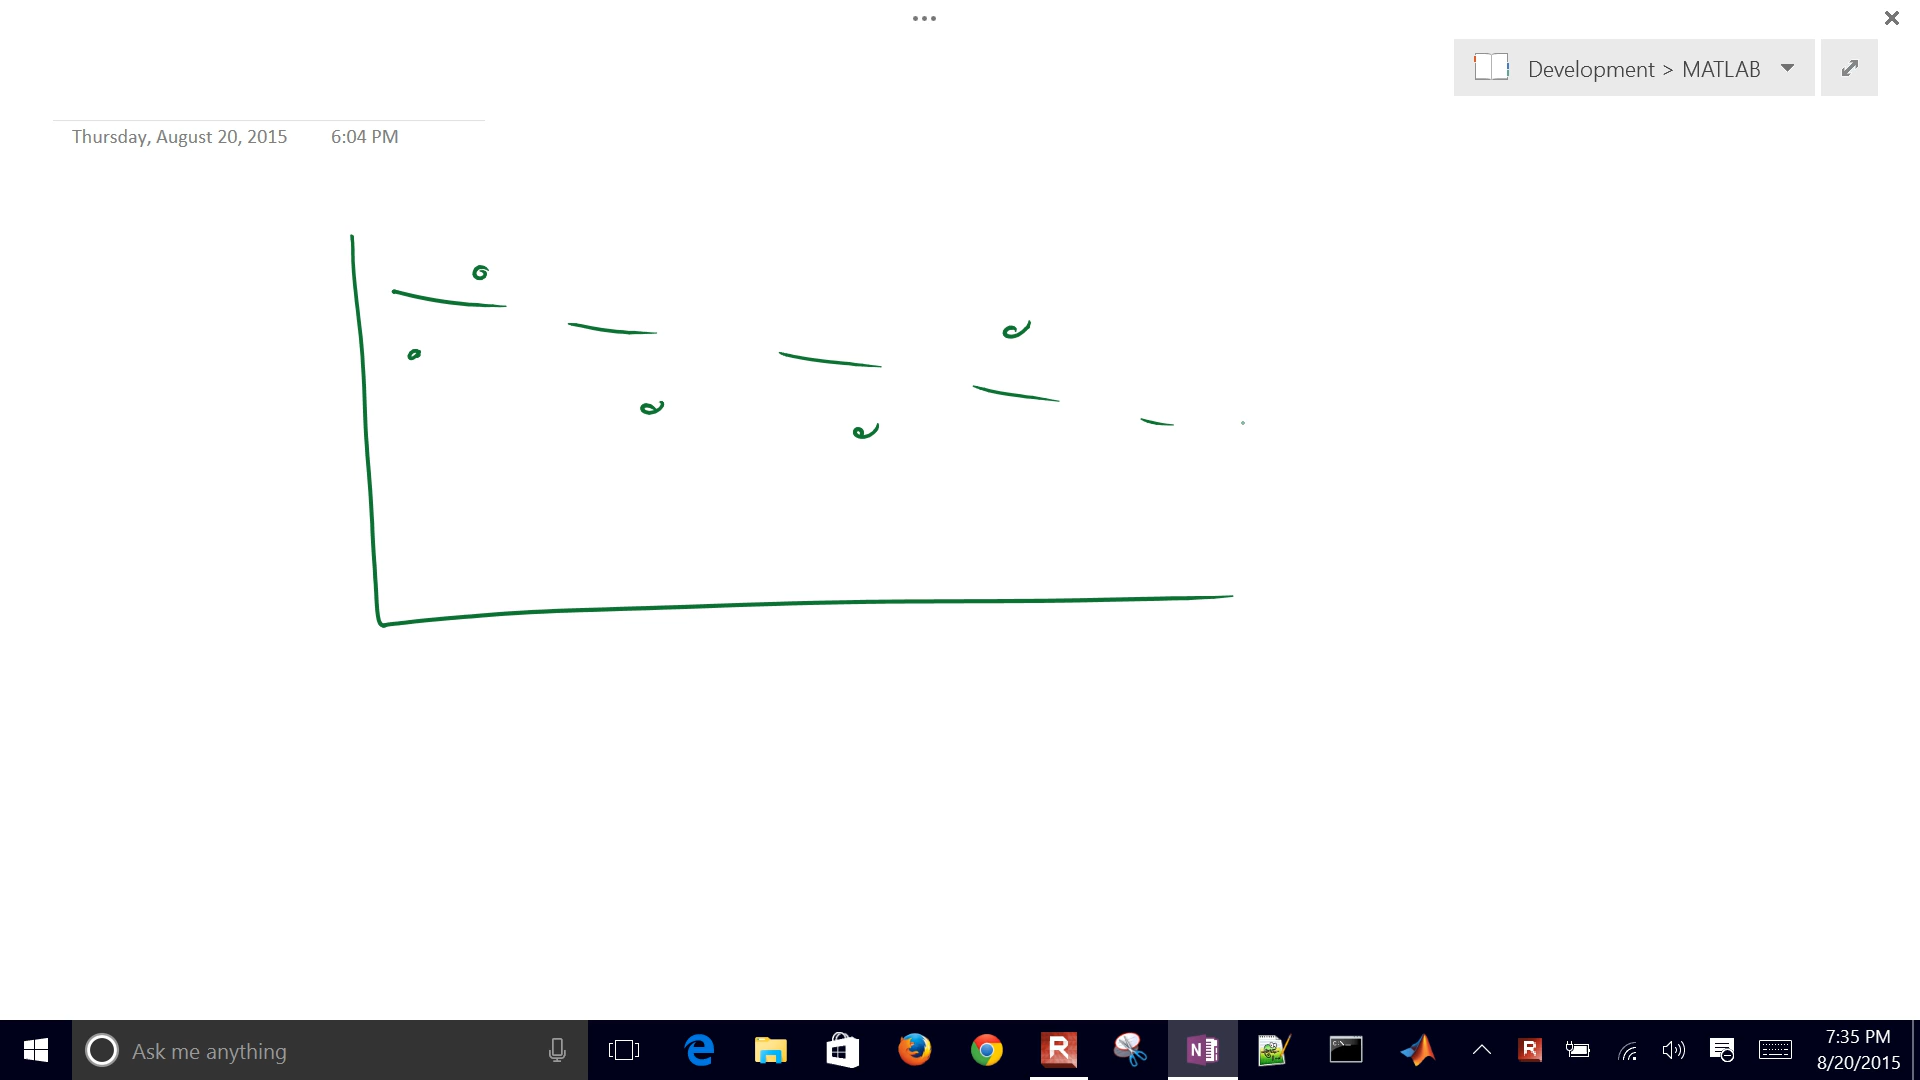 Development > MATLAB
Thursday, August 20, 2015 6:04 PM
Ask me anything
7:35 PM
8/20/2015